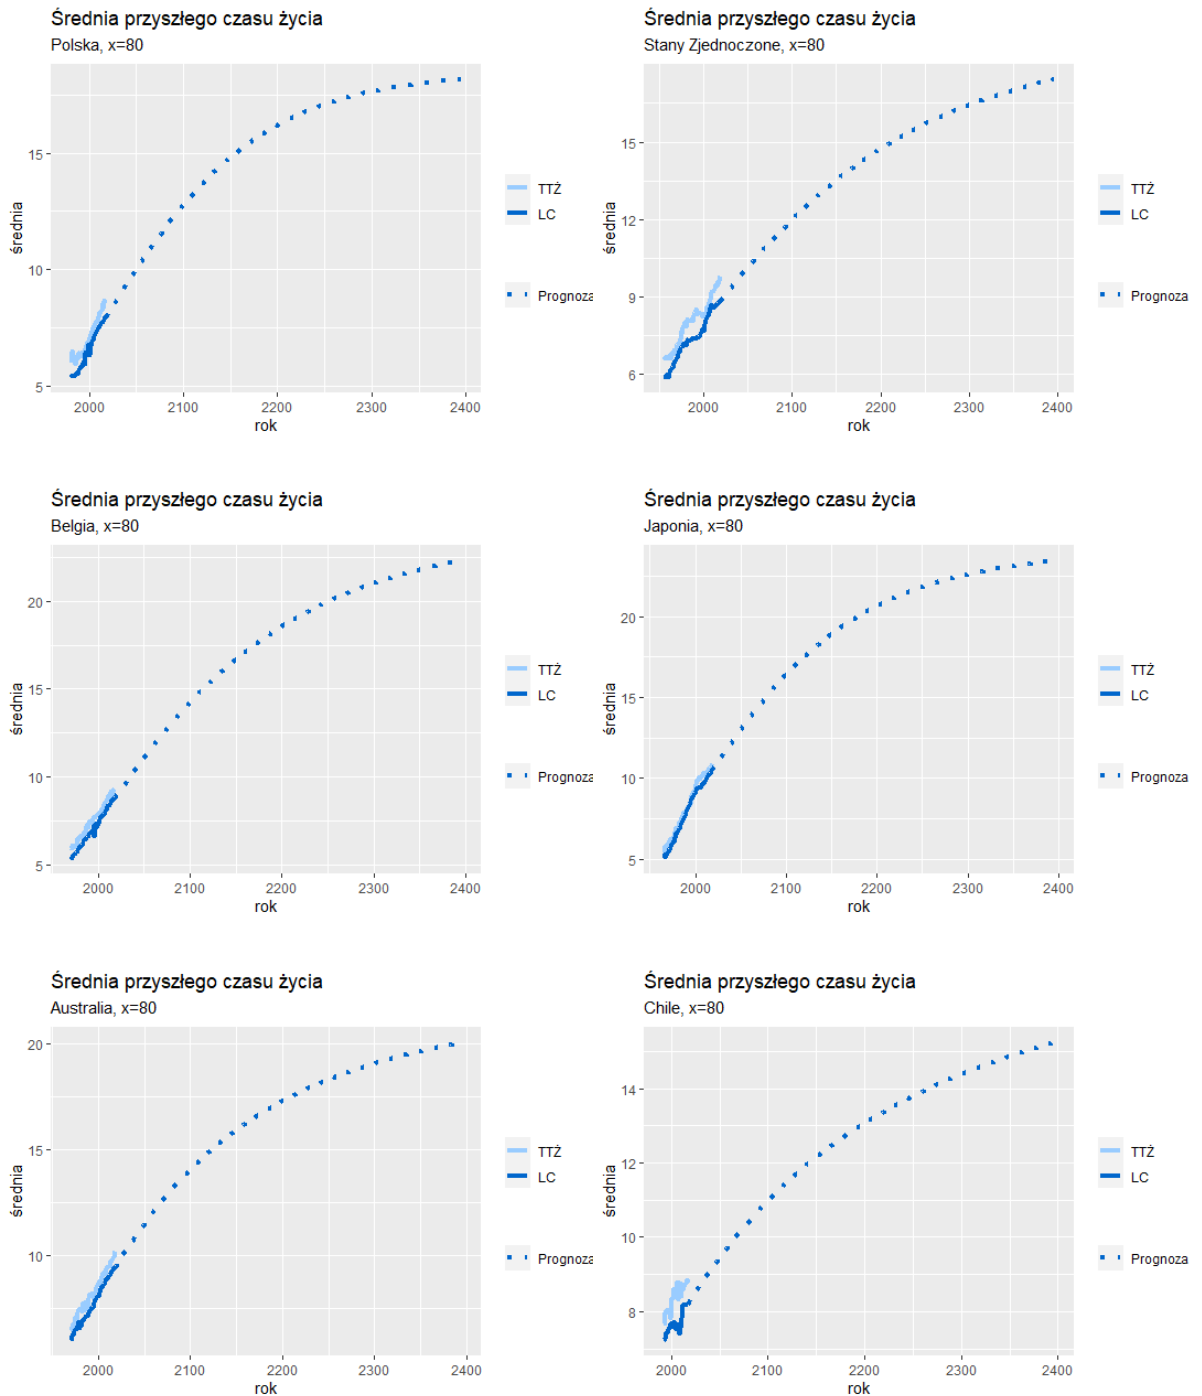 Średnia przyszłego czasu życia
Polska, x=80
średnia
15
10
5
2000 2100 2200 2300 2400
rok
TTŻ
LC
Prognoza
Średnia przyszłego czasu życia
Stany Zjednoczone, x=80
średnia
15
12
9
6
2000 2100 2200 2300 2400
rok
TTŻ
LC
Prognoza
Średnia przyszłego czasu życia
Belgia, x=80
średnia
20
15
10
5
2000 2100 2200 2300 2400
rok
TTŻ
LC
Prognoza
Średnia przyszłego czasu życia
Japonia, x=80
średnia
20
15
10
5
2000 2100 2200 2300 2400
rok
TTŻ
LC
Prognoza
Średnia przyszłego czasu życia
Australia, x=80
średnia
20
15
10
2000 2100 2200 2300 2400
rok
TTŻ
LC
Prognoza
Średnia przyszłego czasu życia
Chile, x=80
średnia
14
12
10
8
2000 2100 2200 2300 2400
rok
TTŻ
LC
Prognoza